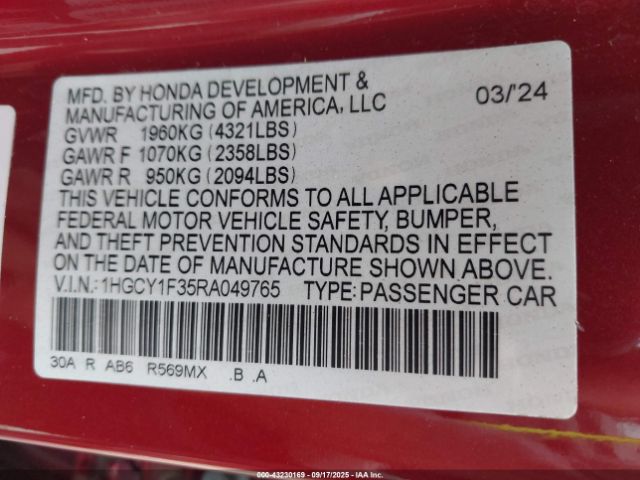 MFD. BY HONDA DEVELOPMENT & 
MANUFACTURING OF AMERICA, LLC 03/'24
GVWR 1960KG (4321LBS)
GAWR F 1070KG (2358LBS)
GAWR R 950KG (2094LBS)
THIS VEHICLE CONFORMS TO ALL APPLICABLE
FEDERAL MOTOR VEHICLE SAFETY, BUMPER,
AND THEFT PREVENTION STANDARDS IN EFFECT
ON THE DATE OF MANUFACTURE SHOWN ABOVE.
V.I.N.:1HGCY1F35RA049765 TYPE:PASSENGER CAR
30A R AB6 R569MX .B .A
000-43230169 - 09/17/2025 - IAA Inc.